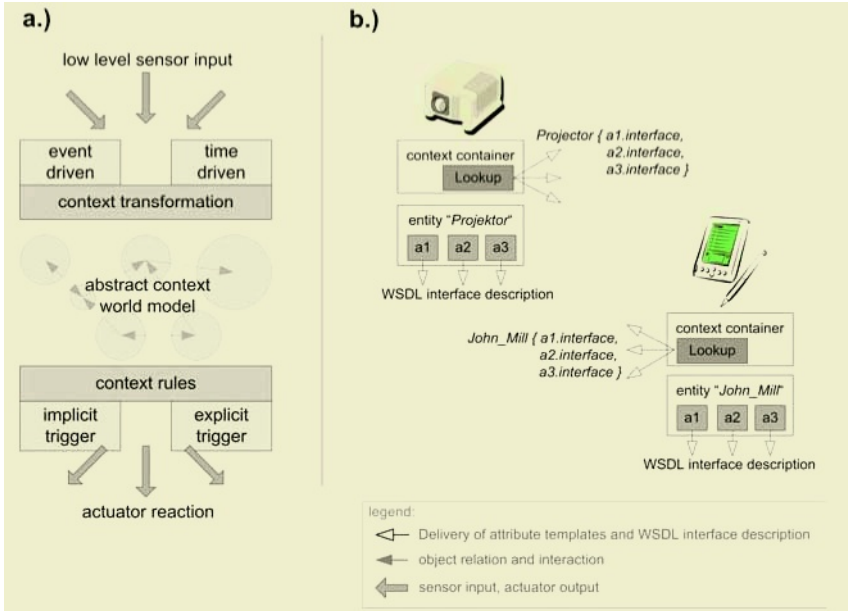 a.)
low level sensor input
event
driven
time
driven
context transformation
abstract context
world model
context rules
implicit
trigger
explicit
trigger
actuator reaction
b.)
Projector { a1.interface,
a2.interface,
a3.interface }
context container
Lookup
entity "Projektor"
a1 a2 a3
WSDL interface description
John_Mill { a1.interface,
a2.interface,
a3.interface }
context container
Lookup
entity "John_Mill"
a1 a2 a3
WSDL interface description
legend:
Delivery of attribute templates and WSDL interface description
object relation and interaction
sensor input, actuator output